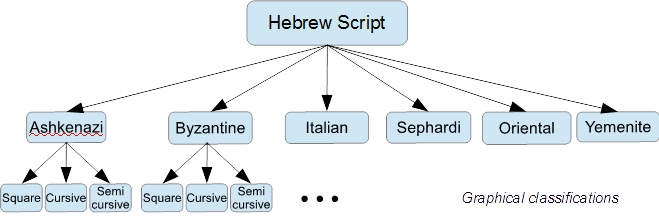 Hebrew Script
Ashkenazi
Byzantine
Italian
Sephardi
Oriental
Yemenite
Square
Cursive
Semi
cursive
Square
Cursive
Semi
cursive
• • •
Graphical classifications